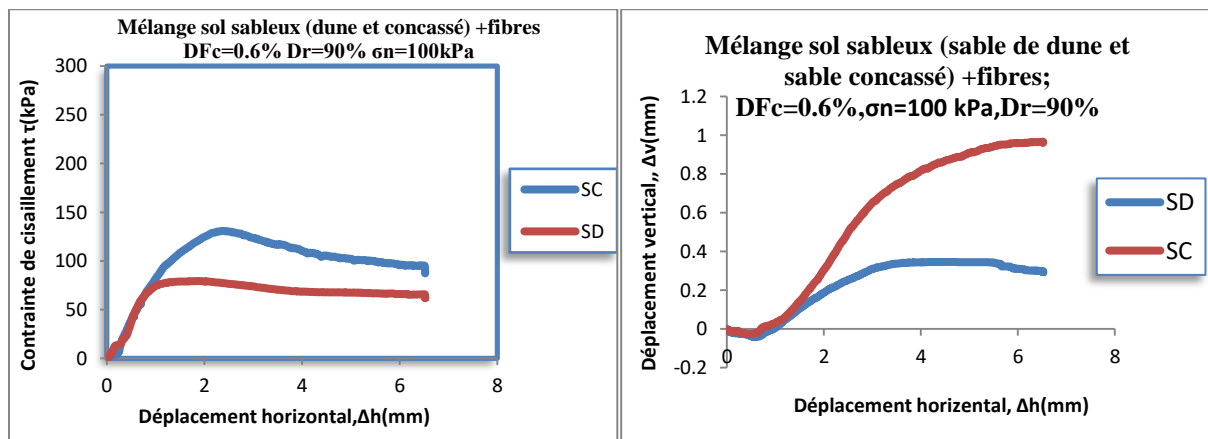 Mélange sol sableux (dune et concassé) +fibres
DFc=0.6% Dr=90% σn=100kPa
300
250
200
150
100
50
0
0 2 4 6 8
Contrainte de cisaillement τ(kPa)
Déplacement horizontal,Δh(mm)
SC
SD
Mélange sol sableux (sable de dune et
sable concassé) +fibres;
DFc=0.6%,σn=100 kPa,Dr=90%
1.2
1
0.8
0.6
0.4
0.2
0
-0.2
0 2 4 6 8
Déplacement vertical,, Δv(mm)
Déplacement horizental, Δh(mm)
SD
SC